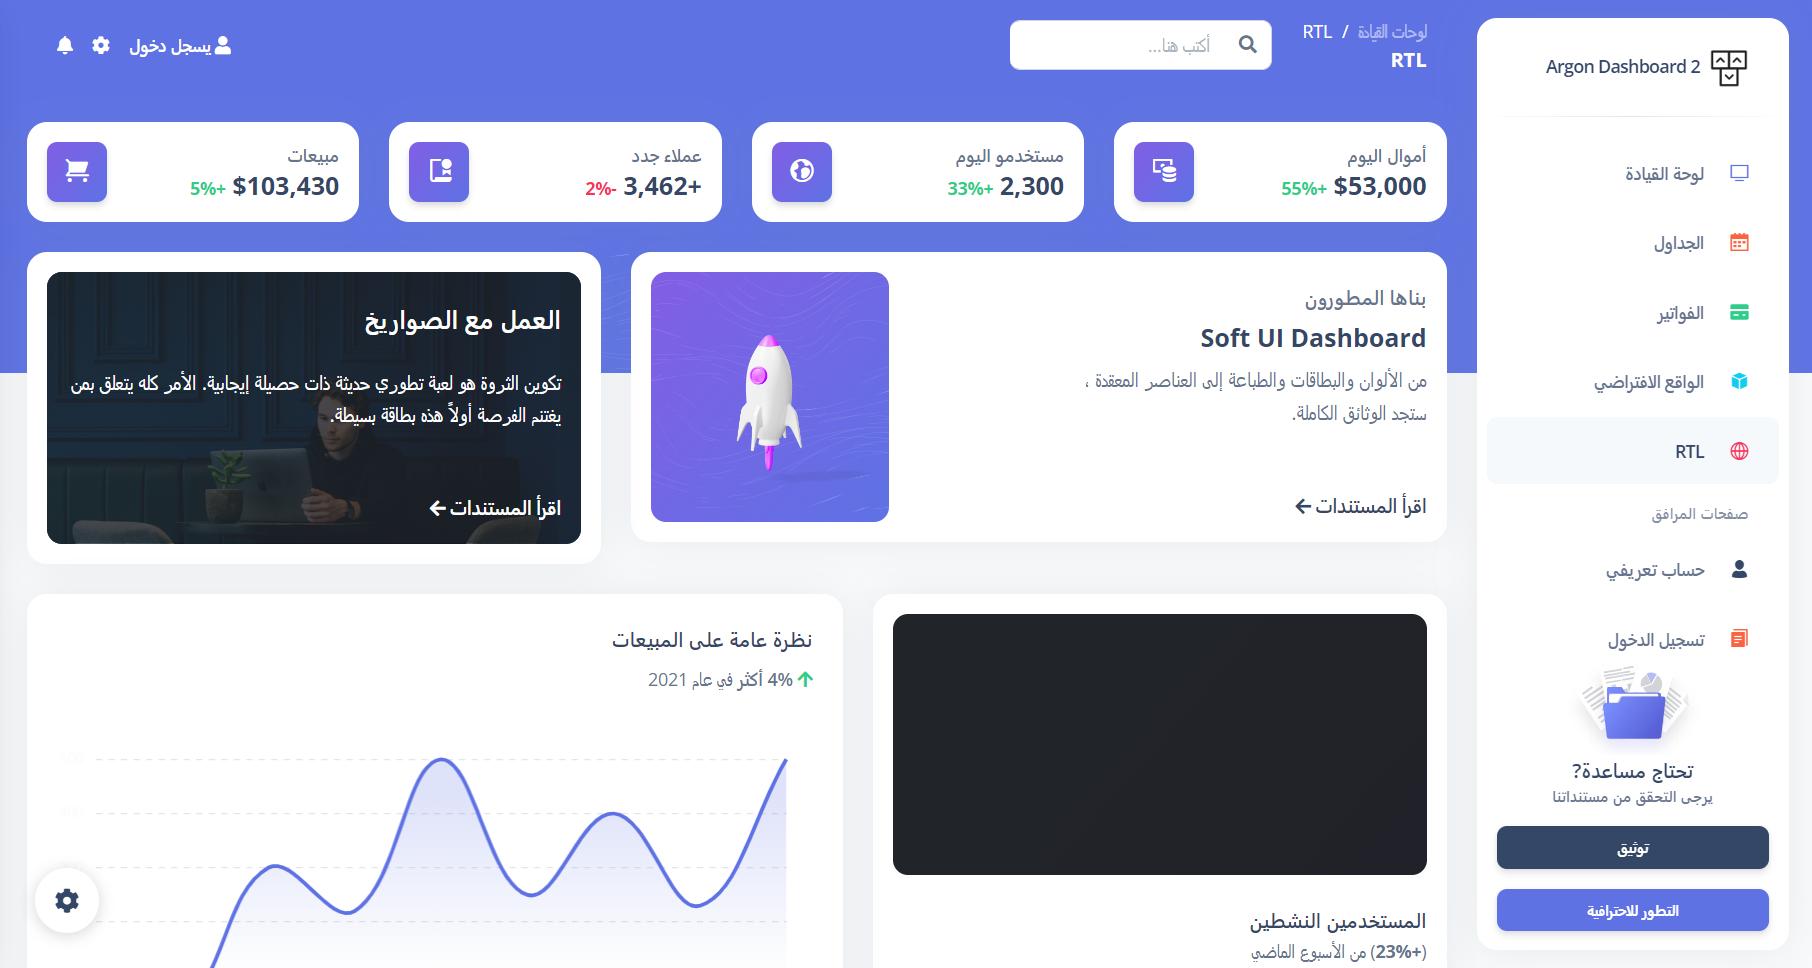 Argon Dashboard 2
لوحة القيادة
الجداول
الفواتير
الواقع الافتراضي
RTL
صفحات المرافق
حساب تعريفي
تسجيل الدخول
تحتاج مساعدة?
يرجى التحقق من مستنداتنا
توثيق
التطور للاحترافية
لوحات القيادة / RTL
RTL
أكتب هنا...
يسجل دخول
أموال اليوم
$53,000 +55%
مستخدمو اليوم
2,300 +33%
عملاء جدد
+3,462 -2%
مبيعات
$103,430 +5%
بناها المطورون
Soft UI Dashboard
من الألوان والبطاقات والطباعة إلى العناصر المعقدة ،
ستجد الوثائق الكاملة.
اقرأ المستندات
العمل مع الصواريخ
تكوين الثروة هو لعبة تطوري حديثة ذات حصيلة إيجابية. الأمر كله يتعلق بمن
يغتنم الفرصة أولاً هذه بطاقة بسيطة.
اقرأ المستندات
المستخدمين النشطين
(+23%) من الأسبوع الماضي
نظرة عامة على المبيعات
4% أكثر في عام 2021